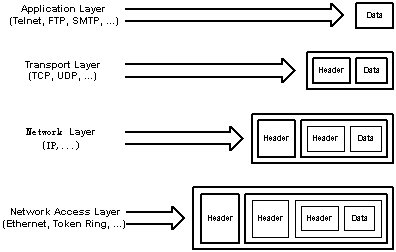 Application Layer
(Telnet, FTP, SMTP, ...)
Data
Transport Layer
(TCP, UDP, ...)
Header Data
Network Layer
(IP,...)
Header Header Data
Network Access Layer
(Ethernet, Token Ring, ...)
Header Header Header Data